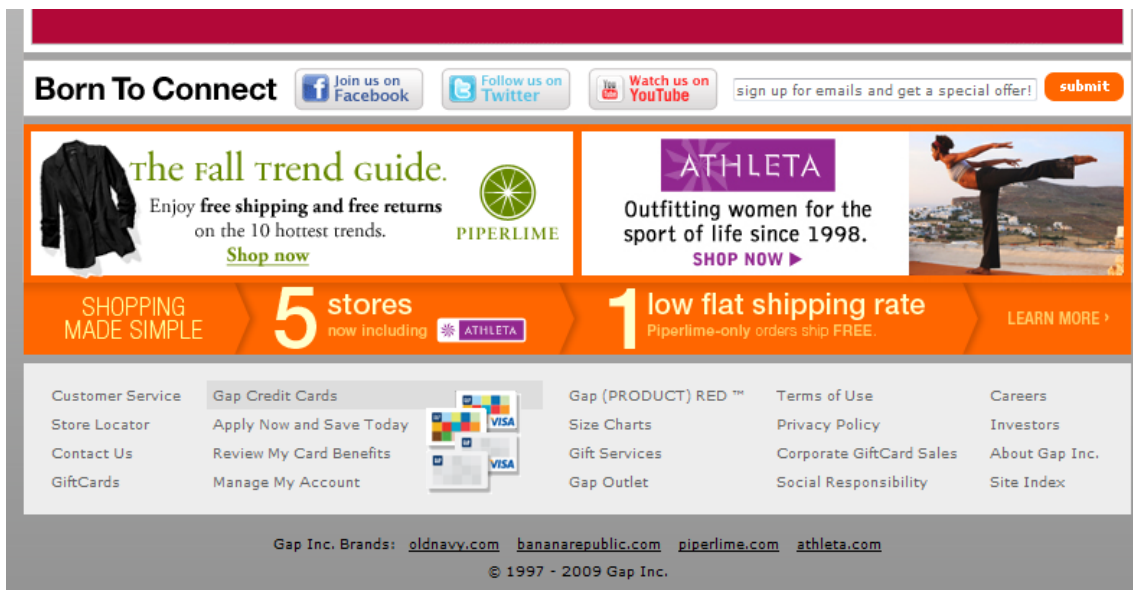 Born To Connect
Join us on
Facebook
Follow us on
Twitter
You
Tube
Watch us on
YouTube
sign up for emails and get a special offer!
submit
The Fall Trend Guide.
Enjoy free shipping and free returns
on the 10 hottest trends.
Shop now
PIPERLIME
ATHLETA
Outfitting women for the
sport of life since 1998.
SHOP NOW ▶
SHOPPING
MADE SIMPLE
5 stores
now including ATHLETA
1 low flat shipping rate
Piperlime-only orders ship FREE.
LEARN MORE ›
Customer Service
Store Locator
Contact Us
GiftCards
Gap Credit Cards
Apply Now and Save Today
Review My Card Benefits
Manage My Account
VISA
VISA
Gap (PRODUCT) RED ™
Size Charts
Gift Services
Gap Outlet
Terms of Use
Privacy Policy
Corporate GiftCard Sales
Social Responsibility
Careers
Investors
About Gap Inc.
Site Index
Gap Inc. Brands: oldnavy.com bananarepublic.com piperlime.com athleta.com
© 1997 - 2009 Gap Inc.